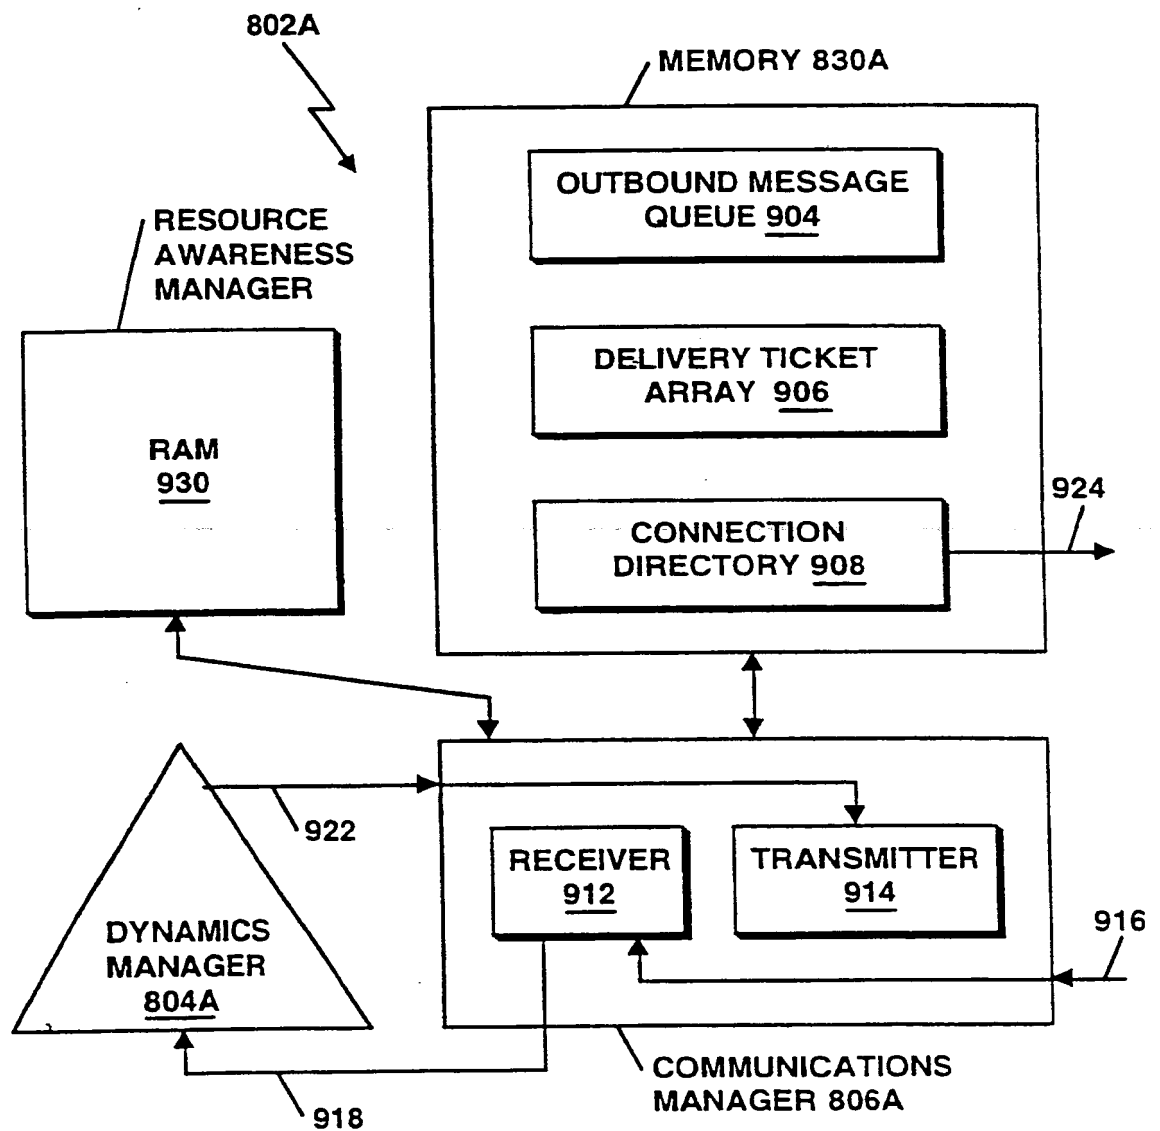 802A
MEMORY 830A
OUTBOUND MESSAGE
QUEUE 904
RESOURCE
AWARENESS
MANAGER
DELIVERY TICKET
ARRAY 906
RAM
930
924
CONNECTION
DIRECTORY 908
922
RECEIVER
912
TRANSMITTER
914
916
DYNAMICS
MANAGER
804A
COMMUNICATIONS
MANAGER 806A
918